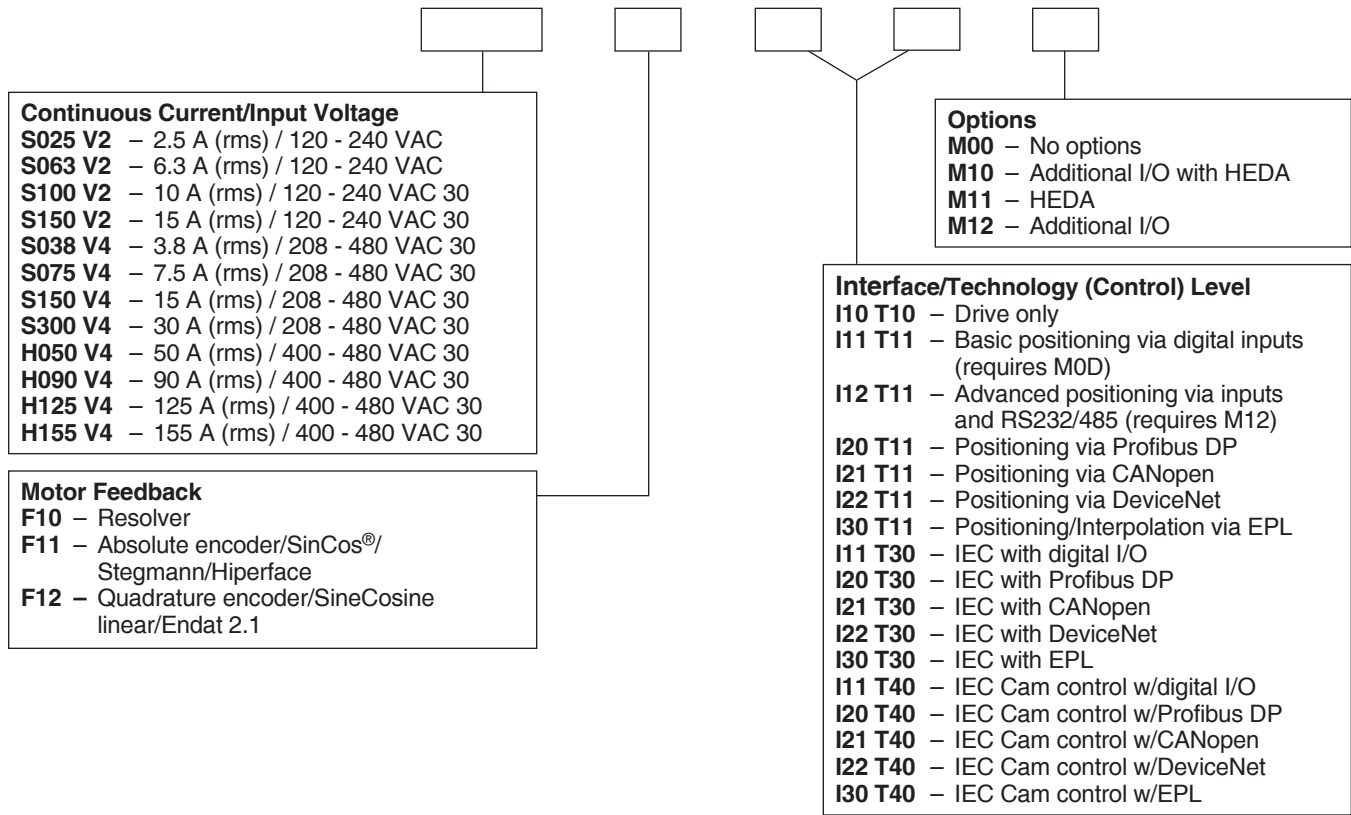 Continuous Current/Input Voltage
S025 V2 – 2.5 A (rms) / 120 - 240 VAC
S063 V2 – 6.3 A (rms) / 120 - 240 VAC
S100 V2 – 10 A (rms) / 120 - 240 VAC 30
S150 V2 – 15 A (rms) / 120 - 240 VAC 30
S038 V4 – 3.8 A (rms) / 208 - 480 VAC 30
S075 V4 – 7.5 A (rms) / 208 - 480 VAC 30
S150 V4 – 15 A (rms) / 208 - 480 VAC 30
S300 V4 – 30 A (rms) / 208 - 480 VAC 30
H050 V4 – 50 A (rms) / 400 - 480 VAC 30
H090 V4 – 90 A (rms) / 400 - 480 VAC 30
H125 V4 – 125 A (rms) / 400 - 480 VAC 30
H155 V4 – 155 A (rms) / 400 - 480 VAC 30
Motor Feedback
F10 – Resolver
F11 – Absolute encoder/SinCos®/
Stegmann/Hiperface
F12 – Quadrature encoder/SineCosine
linear/Endat 2.1
Options
M00 – No options
M10 – Additional I/O with HEDA
M11 – HEDA
M12 – Additional I/O
Interface/Technology (Control) Level
I10 T10 – Drive only
I11 T11 – Basic positioning via digital inputs
(requires M0D)
I12 T11 – Advanced positioning via inputs
and RS232/485 (requires M12)
I20 T11 – Positioning via Profibus DP
I21 T11 – Positioning via CANopen
I22 T11 – Positioning via DeviceNet
I30 T11 – Positioning/Interpolation via EPL
I11 T30 – IEC with digital I/O
I20 T30 – IEC with Profibus DP
I21 T30 – IEC with CANopen
I22 T30 – IEC with DeviceNet
I30 T30 – IEC with EPL
I11 T40 – IEC Cam control w/digital I/O
I20 T40 – IEC Cam control w/Profibus DP
I21 T40 – IEC Cam control w/CANopen
I22 T40 – IEC Cam control w/DeviceNet
I30 T40 – IEC Cam control w/EPL